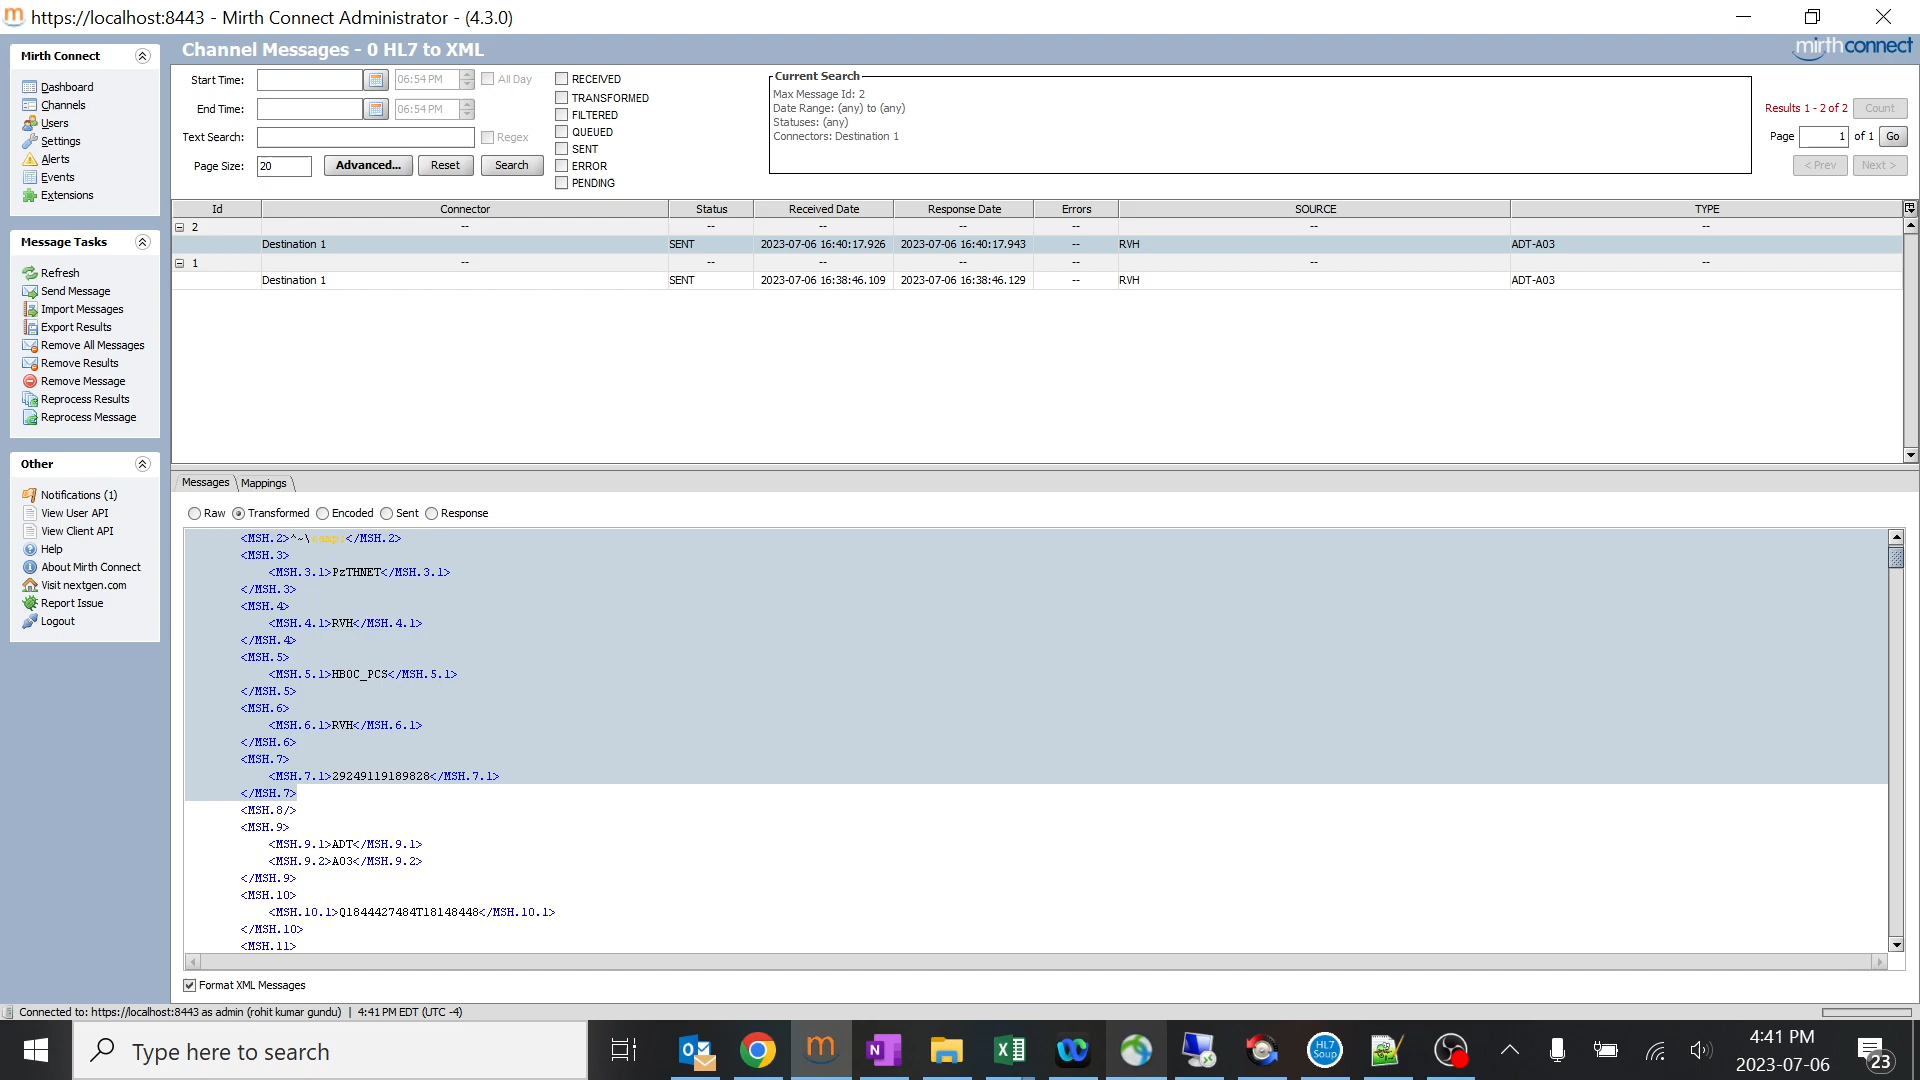 https://localhost:8443 - Mirth Connect Administrator - (4.3.0)
Mirth Connect
Dashboard
Channels
Users
Settings
Alerts
Events
Extensions
Message Tasks
Refresh
Send Message
Import Messages
Export Results
Remove All Messages
Remove Results
Remove Message
Reprocess Results
Reprocess Message
Other
Notifications (1)
View User API
View Client API
Help
About Mirth Connect
Visit nextgen.com
Report Issue
Logout
Channel Messages - 0 HL7 to XML
mirthconnect
Start Time: 06:54 PM All Day
End Time: 06:54 PM
Text Search: Regex
Page Size: 20 Advanced... Reset Search
RECEIVED
TRANSFORMED
FILTERED
QUEUED
SENT
ERROR
PENDING
Current Search
Max Message Id: 2
Date Range: (any) to (any)
Statuses: (any)
Connectors: Destination 1
Results 1 - 2 of 2 Count
Page 1 of 1 Go
< Prev Next >
Id Connector Status Received Date Response Date Errors SOURCE TYPE
2 -- -- -- -- -- -- --
Destination 1 SENT 2023-07-06 16:40:17.926 2023-07-06 16:40:17.943 -- RVH ADT-A03
1 -- -- -- -- -- -- --
Destination 1 SENT 2023-07-06 16:38:46.109 2023-07-06 16:38:46.129 -- RVH ADT-A03
Messages Mappings
Raw Transformed Encoded Sent Response
<MSH.2>^~\&amp;</MSH.2>
<MSH.3>
<MSH.3.1>PzTHNET</MSH.3.1>
</MSH.3>
<MSH.4>
<MSH.4.1>RVH</MSH.4.1>
</MSH.4>
<MSH.5>
<MSH.5.1>HBOC_PCS</MSH.5.1>
</MSH.5>
<MSH.6>
<MSH.6.1>RVH</MSH.6.1>
</MSH.6>
<MSH.7>
<MSH.7.1>29249119189828</MSH.7.1>
</MSH.7>
<MSH.8/>
<MSH.9>
<MSH.9.1>ADT</MSH.9.1>
<MSH.9.2>A03</MSH.9.2>
</MSH.9>
<MSH.10>
<MSH.10.1>Q1844427484T18148448</MSH.10.1>
</MSH.10>
<MSH.11>
Format XML Messages
Connected to: https://localhost:8443 as admin (rohit kumar gundu) | 4:41 PM EDT (UTC -4)
Type here to search
HL7
Soup
4:41 PM
2023-07-06
23